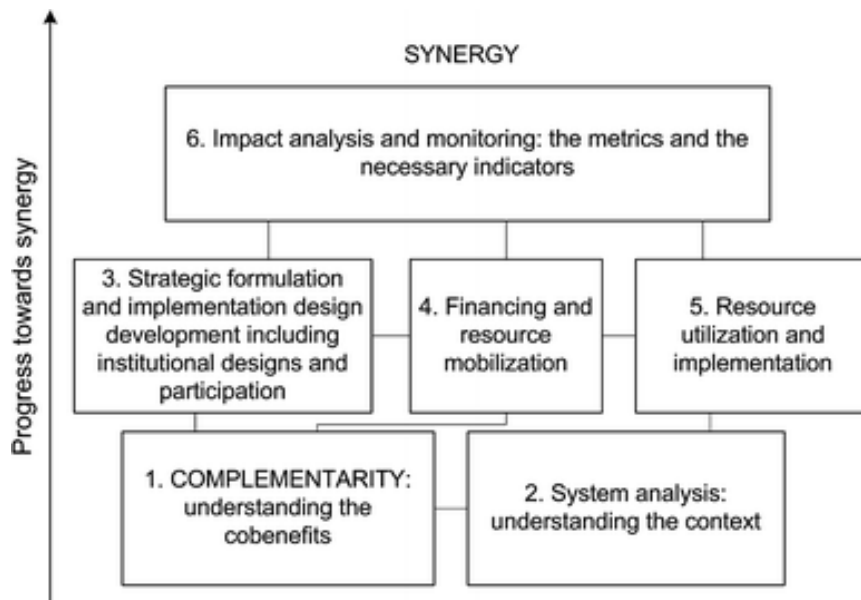 Progress towards synergy
SYNERGY
6. Impact analysis and monitoring: the metrics and the
necessary indicators
3. Strategic formulation
and implementation design
development including
institutional designs and
participation
4. Financing and
resource
mobilization
5. Resource
utilization and
implementation
1. COMPLEMENTARITY:
understanding the
cobenefits
2. System analysis:
understanding the context